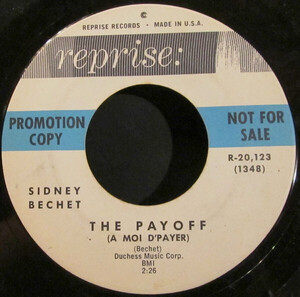 REPRISE RECORDS • MADE IN U.S.A.
reprise:
PROMOTION COPY
NOT FOR SALE
R-20,123
(1348)
SIDNEY
BECHET
THE PAYOFF
(A MOI D'PAYER)
(Bechet)
Duchess Music Corp.
BMI
2:26